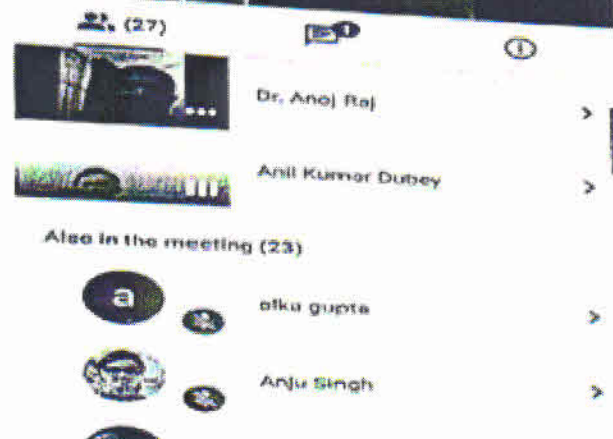 (27)
Dr. Anoj Raj
Anil Kumar Dubey
Also in the meeting (23)
a
alka gupta
Anju Singh